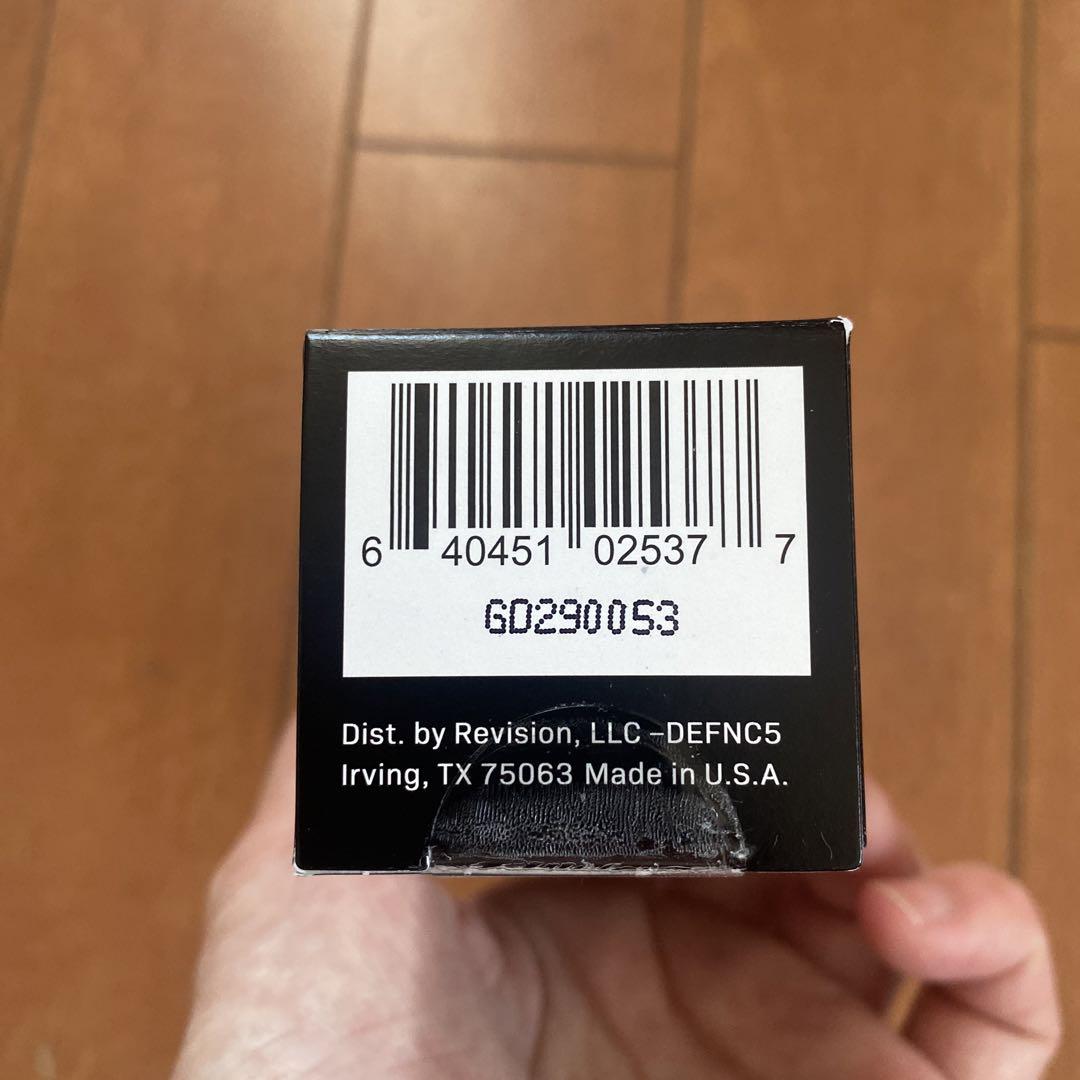 6 40451 02537 7
GD290053
Dist. by Revision, LLC –DEFNC5
Irving, TX 75063 Made in U.S.A.